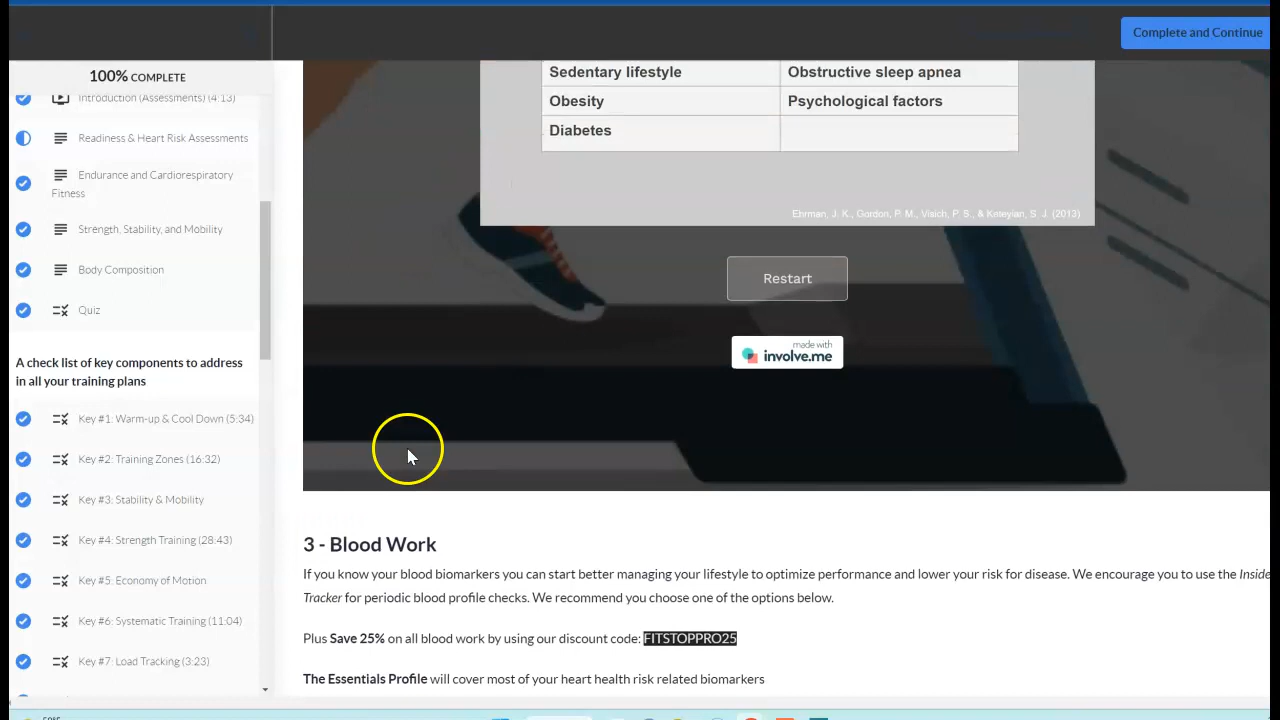 Complete and Continue
100% COMPLETE
Introduction (Assessments) (4:13)
Readiness & Heart Risk Assessments
Endurance and Cardiorespiratory
Fitness
Strength, Stability, and Mobility
Body Composition
Quiz
A check list of key components to address
in all your training plans
Key #1: Warm-up & Cool Down (5:34)
Key #2: Training Zones (16:32)
Key #3: Stability & Mobility
Key #4: Strength Training (28:43)
Key #5: Economy of Motion
Key #6: Systematic Training (11:04)
Key #7: Load Tracking (3:23)
Sedentary lifestyle Obstructive sleep apnea
Obesity Psychological factors
Diabetes
Ehrman, J. K., Gordon, P. M., Visich, P. S., & Keteyian, S. J. (2013)
Restart
made with
involve.me
3 - Blood Work
If you know your blood biomarkers you can start better managing your lifestyle to optimize performance and lower your risk for disease. We encourage you to use the Inside
Tracker for periodic blood profile checks. We recommend you choose one of the options below.
Plus Save 25% on all blood work by using our discount code: FITSTOPPRO25
The Essentials Profile will cover most of your heart health risk related biomarkers